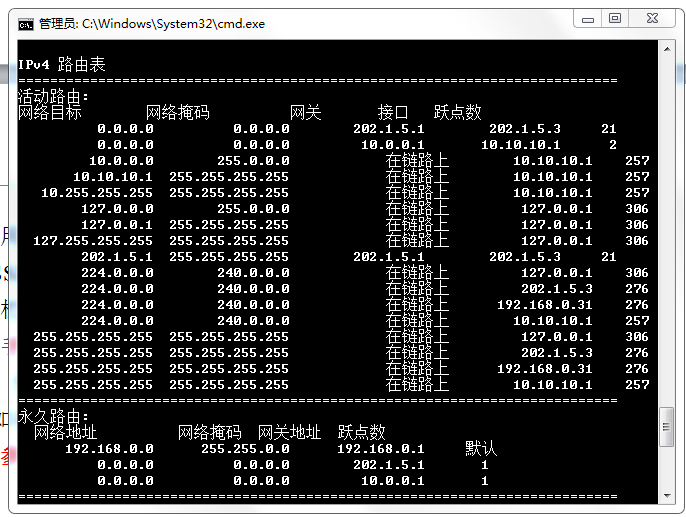 管理员: C:\Windows\System32\cmd.exe
IPv4 路由表
===========================================================================
活动路由:
网络目标 网络掩码 网关 接口 跃点数
0.0.0.0 0.0.0.0 202.1.5.1 202.1.5.3 21
0.0.0.0 0.0.0.0 10.0.0.1 10.10.10.1 2
10.0.0.0 255.0.0.0 在链路上 10.10.10.1 257
10.10.10.1 255.255.255.255 在链路上 10.10.10.1 257
10.255.255.255 255.255.255.255 在链路上 10.10.10.1 257
127.0.0.0 255.0.0.0 在链路上 127.0.0.1 306
127.0.0.1 255.255.255.255 在链路上 127.0.0.1 306
127.255.255.255 255.255.255.255 在链路上 127.0.0.1 306
202.1.5.1 255.255.255.255 202.1.5.1 202.1.5.3 21
224.0.0.0 240.0.0.0 在链路上 127.0.0.1 306
224.0.0.0 240.0.0.0 在链路上 202.1.5.3 276
224.0.0.0 240.0.0.0 在链路上 192.168.0.31 276
224.0.0.0 240.0.0.0 在链路上 10.10.10.1 257
255.255.255.255 255.255.255.255 在链路上 127.0.0.1 306
255.255.255.255 255.255.255.255 在链路上 202.1.5.3 276
255.255.255.255 255.255.255.255 在链路上 192.168.0.31 276
255.255.255.255 255.255.255.255 在链路上 10.10.10.1 257
===========================================================================
永久路由:
网络地址 网络掩码 网关地址 跃点数
192.168.0.0 255.255.0.0 192.168.0.1 默认
0.0.0.0 0.0.0.0 202.1.5.1 1
0.0.0.0 0.0.0.0 10.0.0.1 1
===========================================================================